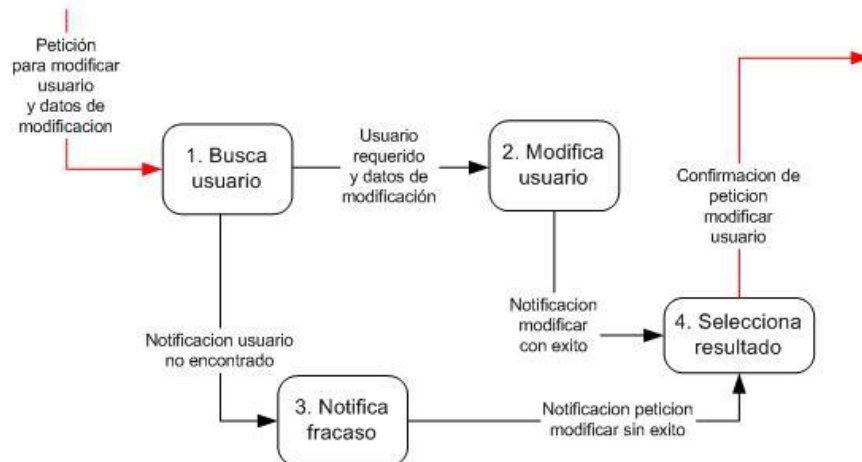 Petición
para modificar
usuario
y datos de
modificacion
1. Busca
usuario
Usuario
requerido
y datos de
modificación
2. Modifica
usuario
Confirmacion de
peticion
modificar
usuario
Notificacion usuario
no encontrado
Notificacion
modificar
con exito
4. Selecciona
resultado
3. Notifica
fracaso
Notificacion peticion
modificar sin exito